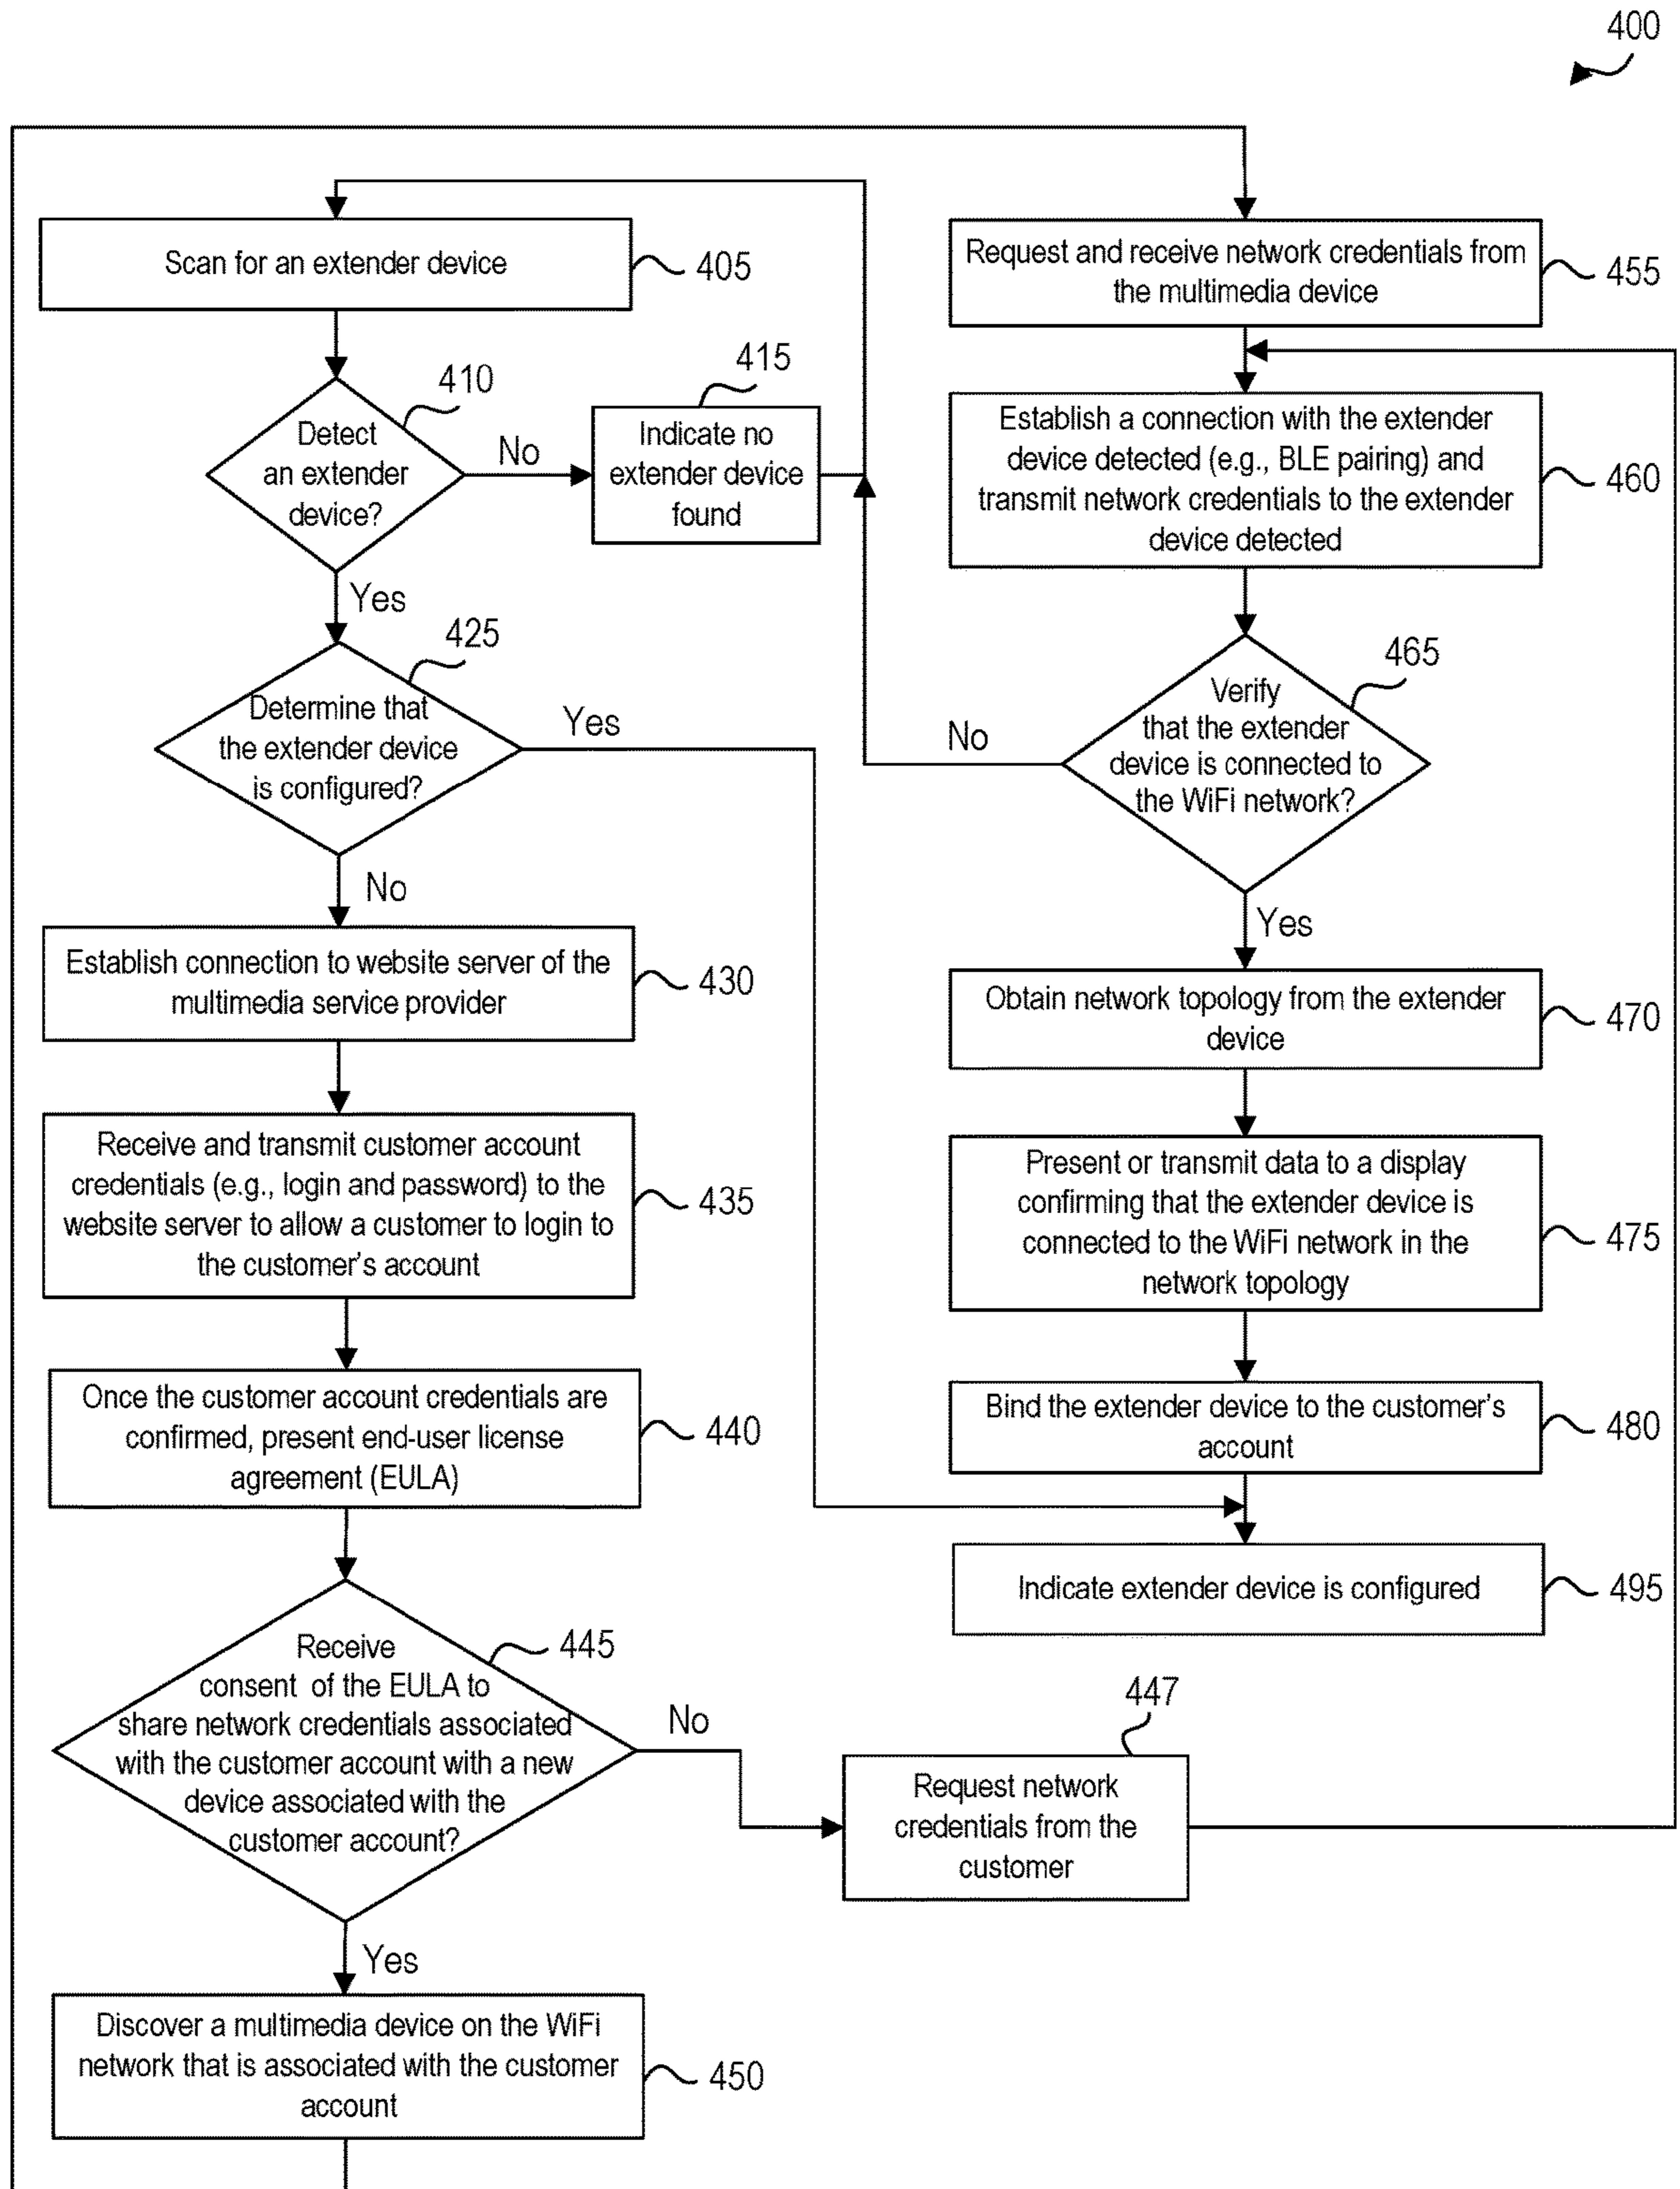 400
Scan for an extender device
405
Detect
an extender
device?
410
No
415
Indicate no
extender device
found
Yes
425
Determine that
the extender device
is configured?
Yes
No
Establish connection to website server of the
multimedia service provider
430
Receive and transmit customer account
credentials (e.g., login and password) to the
website server to allow a customer to login to
the customer's account
435
Once the customer account credentials are
confirmed, present end-user license
agreement (EULA)
440
Receive
consent of the EULA to
share network credentials associated
with the customer account with a new
device associated with the
customer account?
445
No
447
Request network
credentials from the
customer
Yes
Discover a multimedia device on the WiFi
network that is associated with the customer
account
450
Request and receive network credentials from
the multimedia device
455
Establish a connection with the extender
device detected (e.g., BLE pairing) and
transmit network credentials to the extender
device detected
460
Verify
that the extender
device is connected to
the WiFi network?
465
No
Yes
Obtain network topology from the extender
device
470
Present or transmit data to a display
confirming that the extender device is
connected to the WiFi network in the
network topology
475
Bind the extender device to the customer's
account
480
Indicate extender device is configured
495